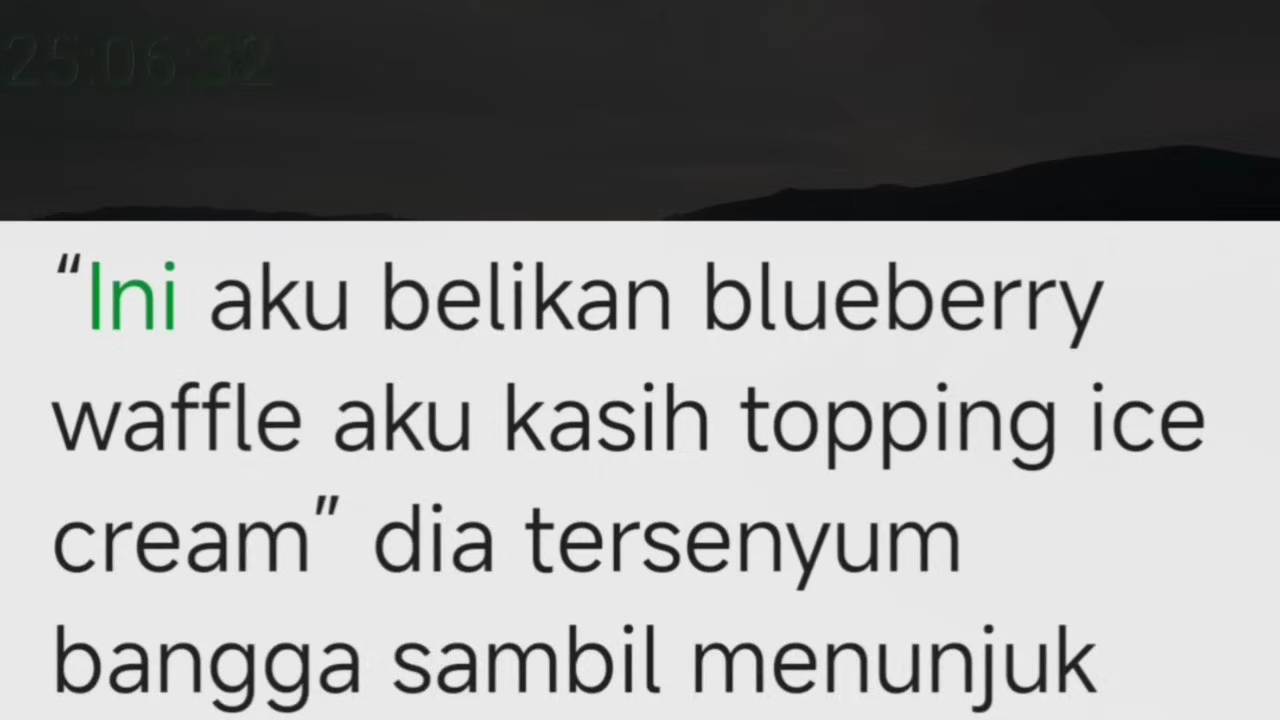 “Ini aku belikan blueberry
waffle aku kasih topping ice
cream” dia tersenyum
bangga sambil menunjuk